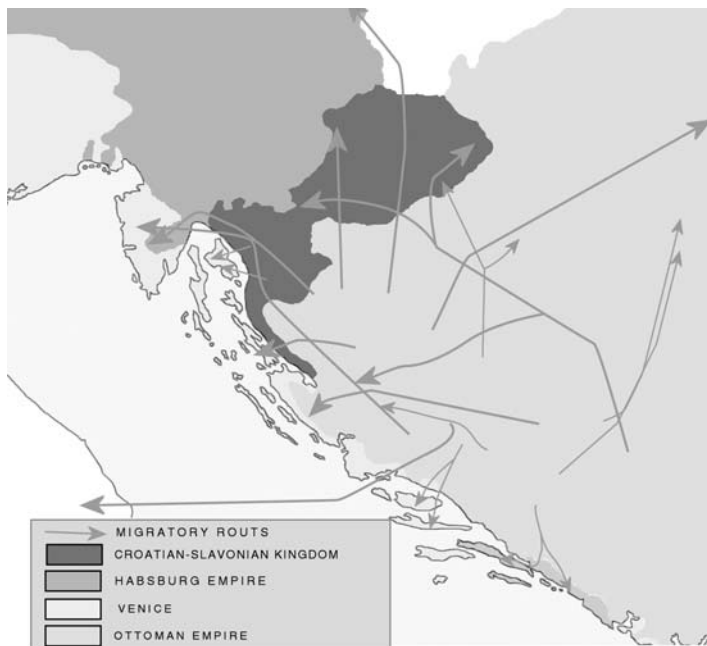 MIGRATORY ROUTS
CROATIAN-SLAVONIAN KINGDOM
HABSBURG EMPIRE
VENICE
OTTOMAN EMPIRE